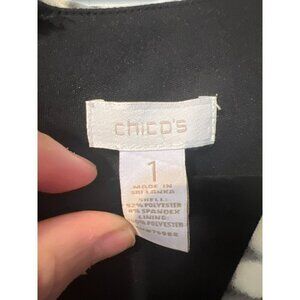 chico's
1
MADE IN
SRI LANKA
SHELL:
POLYESTER
SPANDEX
LINING:
POLYESTER